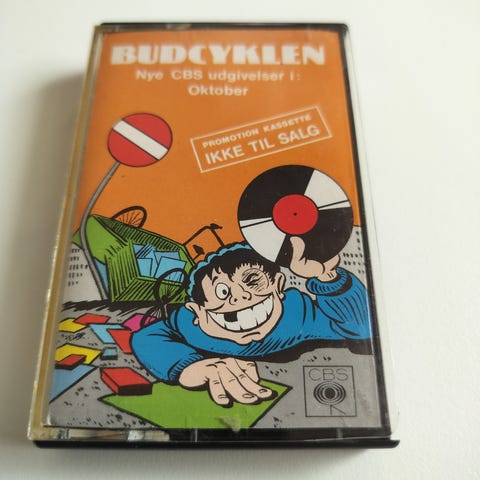 BUDCYKLEN
Nye CBS udgivelser i:
Oktober
PROMOTION KASSETTE
IKKE TIL SALG
CBS